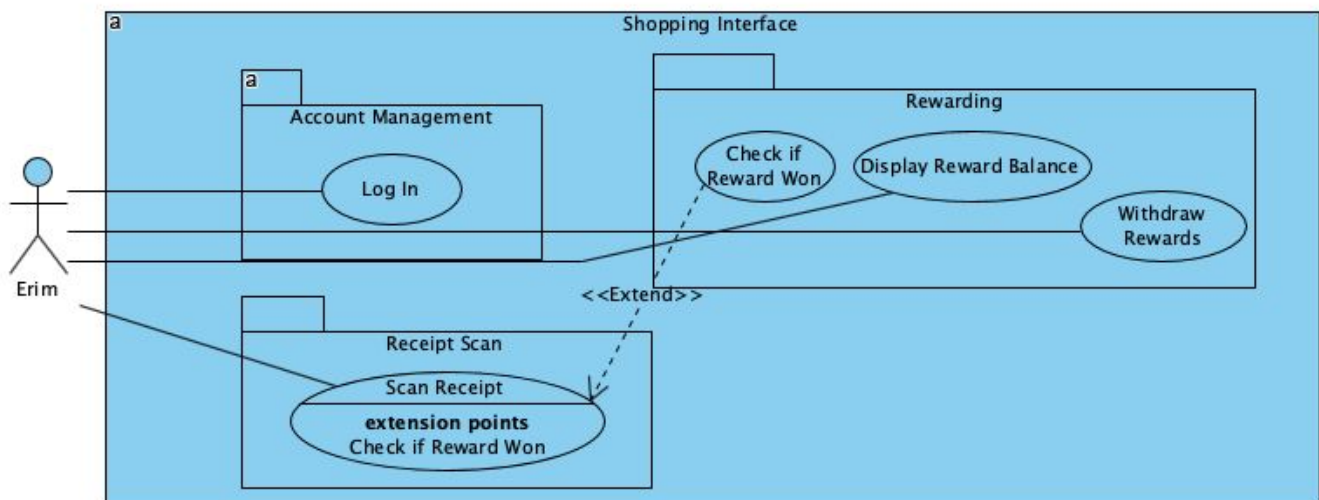 a
Shopping Interface
a
Account Management
Log In
Rewarding
Check if
Reward Won
Display Reward Balance
Withdraw
Rewards
Erim
<<Extend>>
Receipt Scan
Scan Receipt
extension points
Check if Reward Won